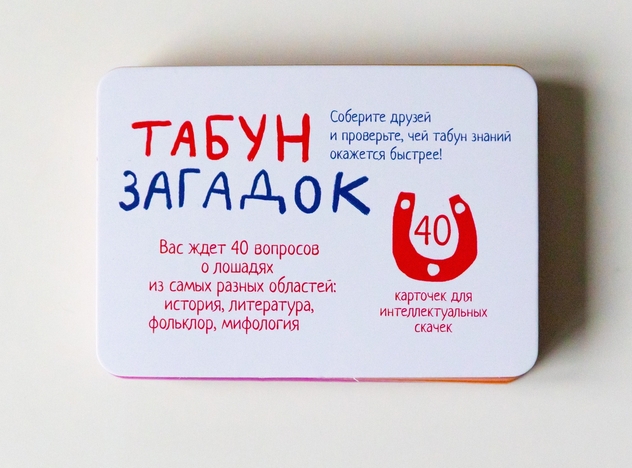 ТАБУН
ЗАГАДОК
Соберите друзей
и проверьте, чей табун знаний
окажется быстрее!
Вас ждет 40 вопросов
о лошадях
из самых разных областей:
история, литература,
фольклор, мифология
40
карточек для
интеллектуальных
скачек